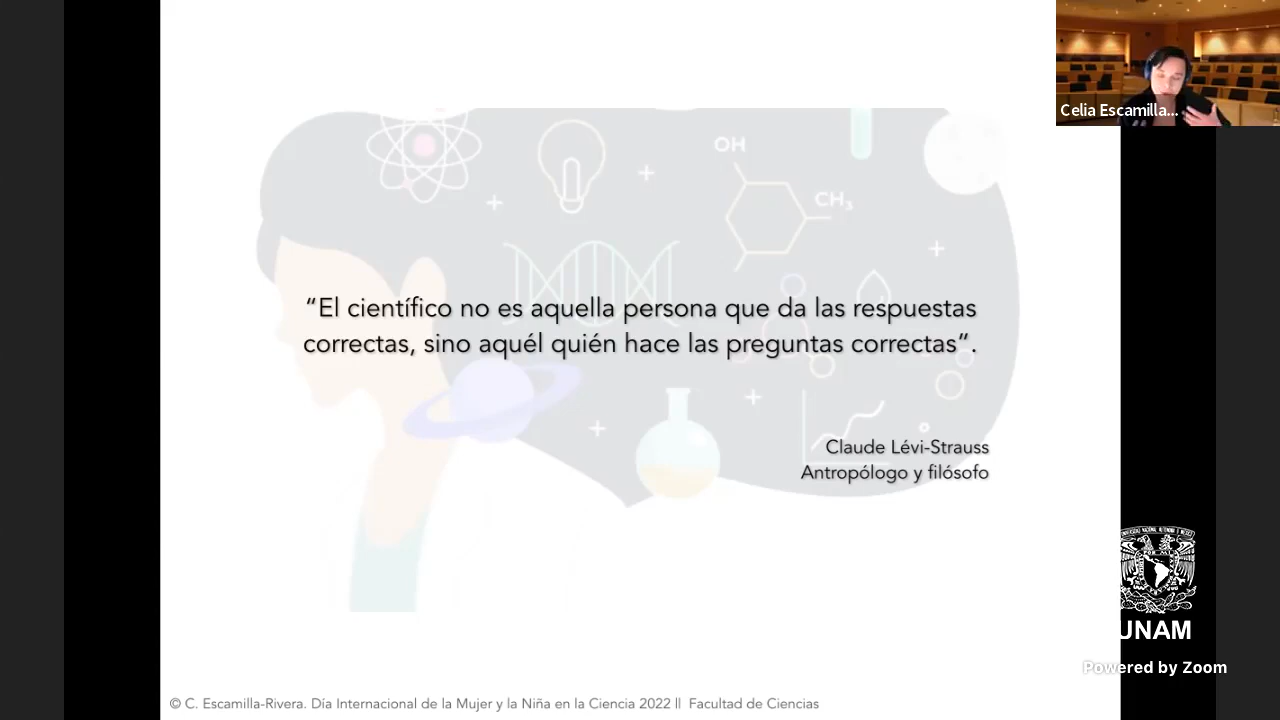 Celia Escamilla...
OH
CH₃
“El científico no es aquella persona que da las respuestas
correctas, sino aquél quién hace las preguntas correctas”.
Claude Lévi-Strauss
Antropólogo y filósofo
UNAM
Powered by Zoom
© C. Escamilla-Rivera. Día Internacional de la Mujer y la Niña en la Ciencia 2022 || Facultad de Ciencias